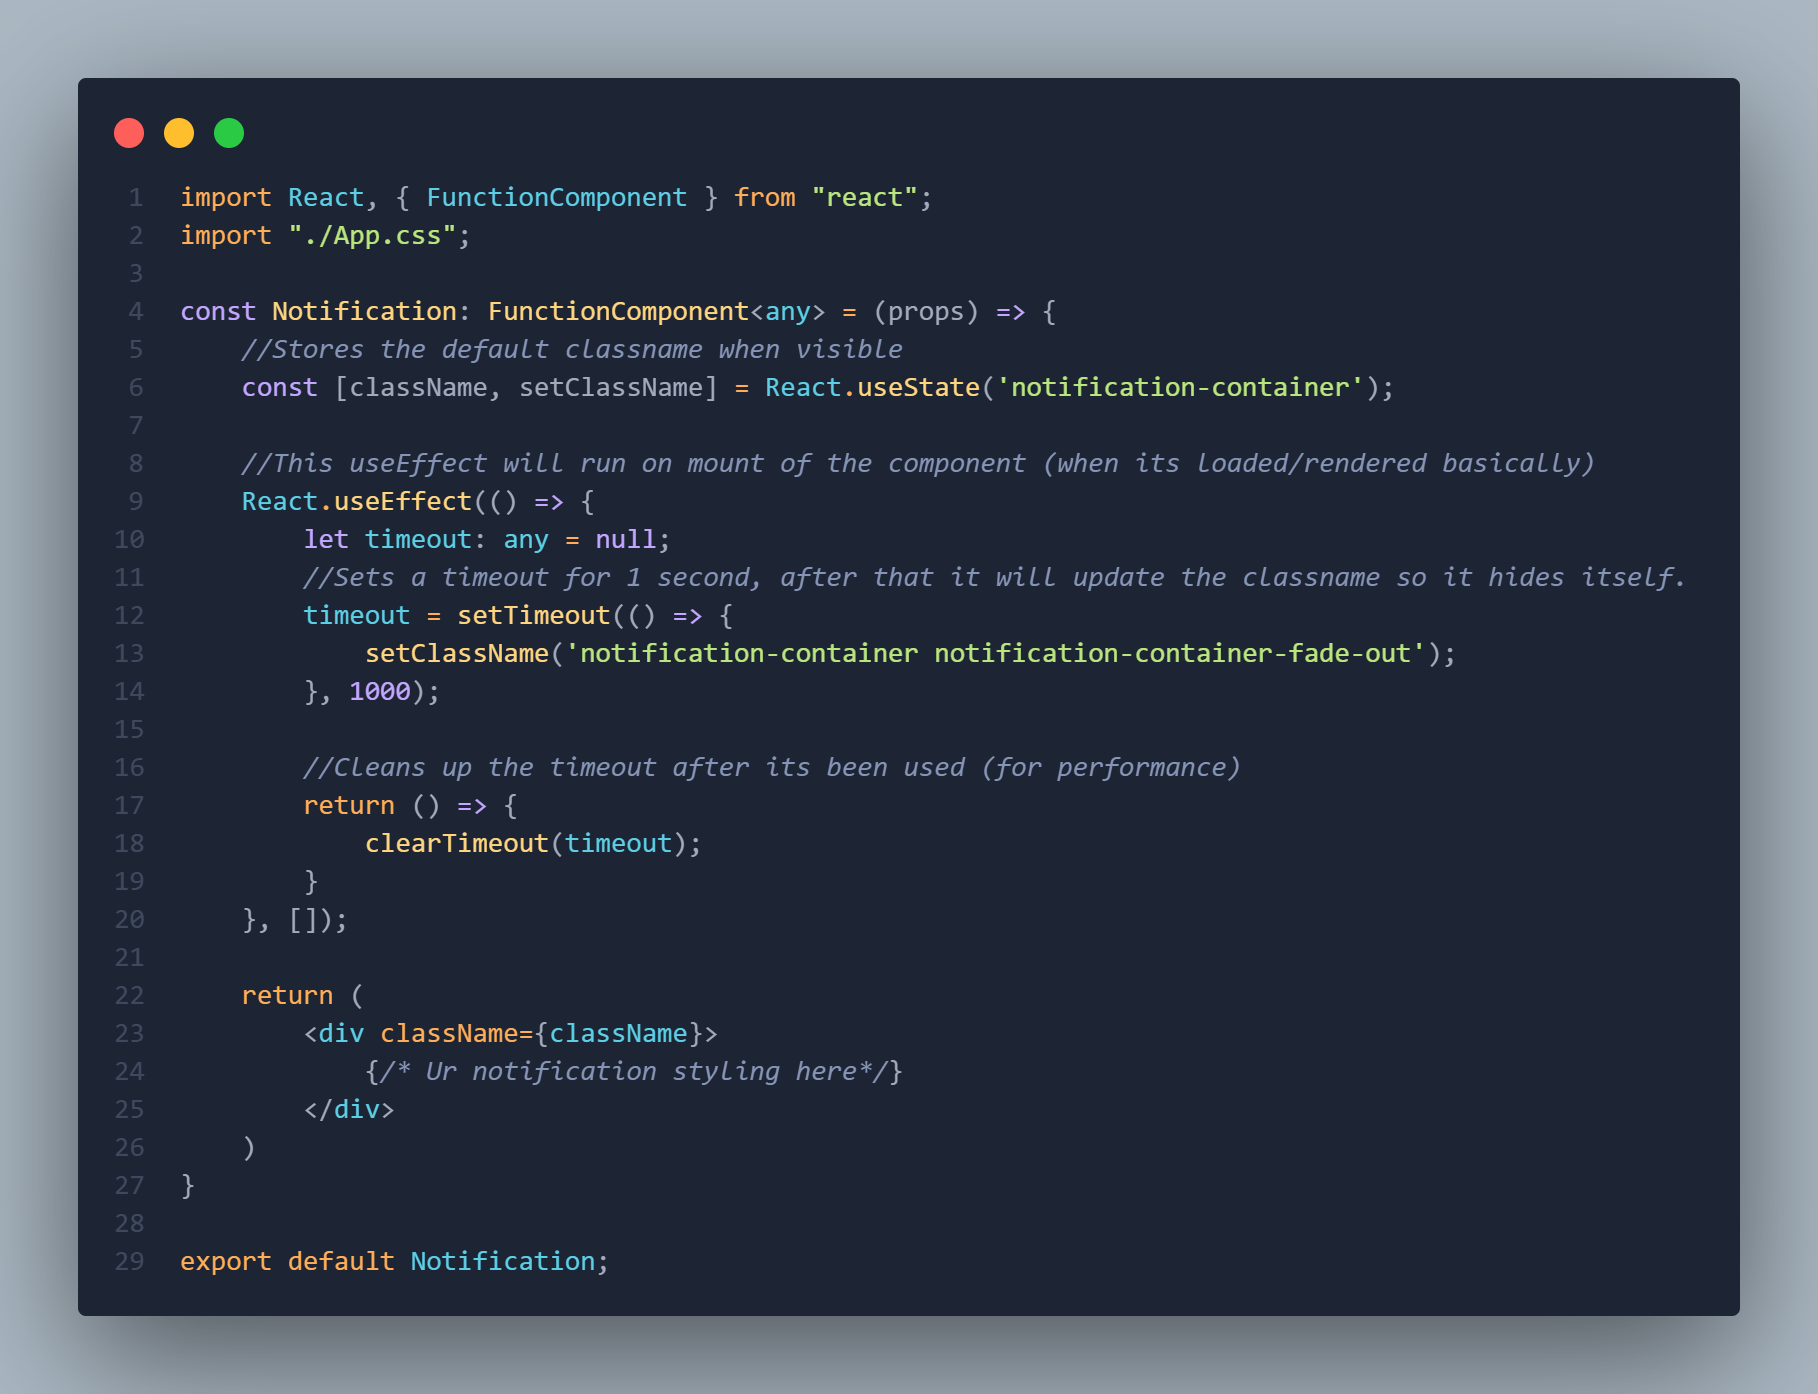 1 import React, { FunctionComponent } from "react";
2 import "./App.css";
3
4 const Notification: FunctionComponent<any> = (props) => {
5 //Stores the default classname when visible
6 const [className, setClassName] = React.useState('notification-container');
7
8 //This useEffect will run on mount of the component (when its loaded/rendered basically)
9 React.useEffect(() => {
10 let timeout: any = null;
11 //Sets a timeout for 1 second, after that it will update the classname so it hides itself.
12 timeout = setTimeout(() => {
13 setClassName('notification-container notification-container-fade-out');
14 }, 1000);
15
16 //Cleans up the timeout after its been used (for performance)
17 return () => {
18 clearTimeout(timeout);
19 }
20 }, []);
21
22 return (
23 <div className={className}>
24 {/* Ur notification styling here*/}
25 </div>
26 )
27 }
28
29 export default Notification;